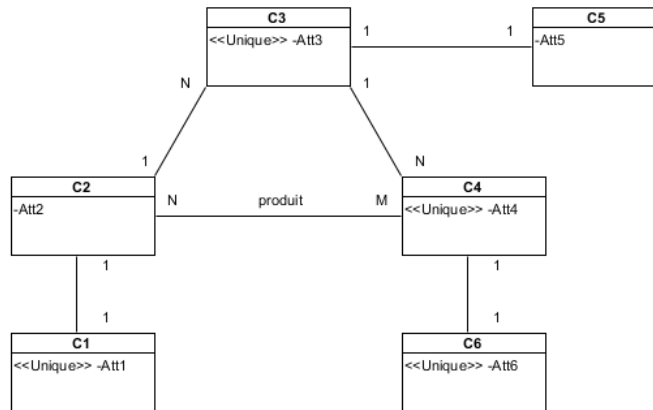 C3
<<Unique>> -Att3
C5
-Att5
1
1
N
1
1
N
C2
-Att2
C4
<<Unique>> -Att4
N
produit
M
1
1
1
1
C1
<<Unique>> -Att1
C6
<<Unique>> -Att6